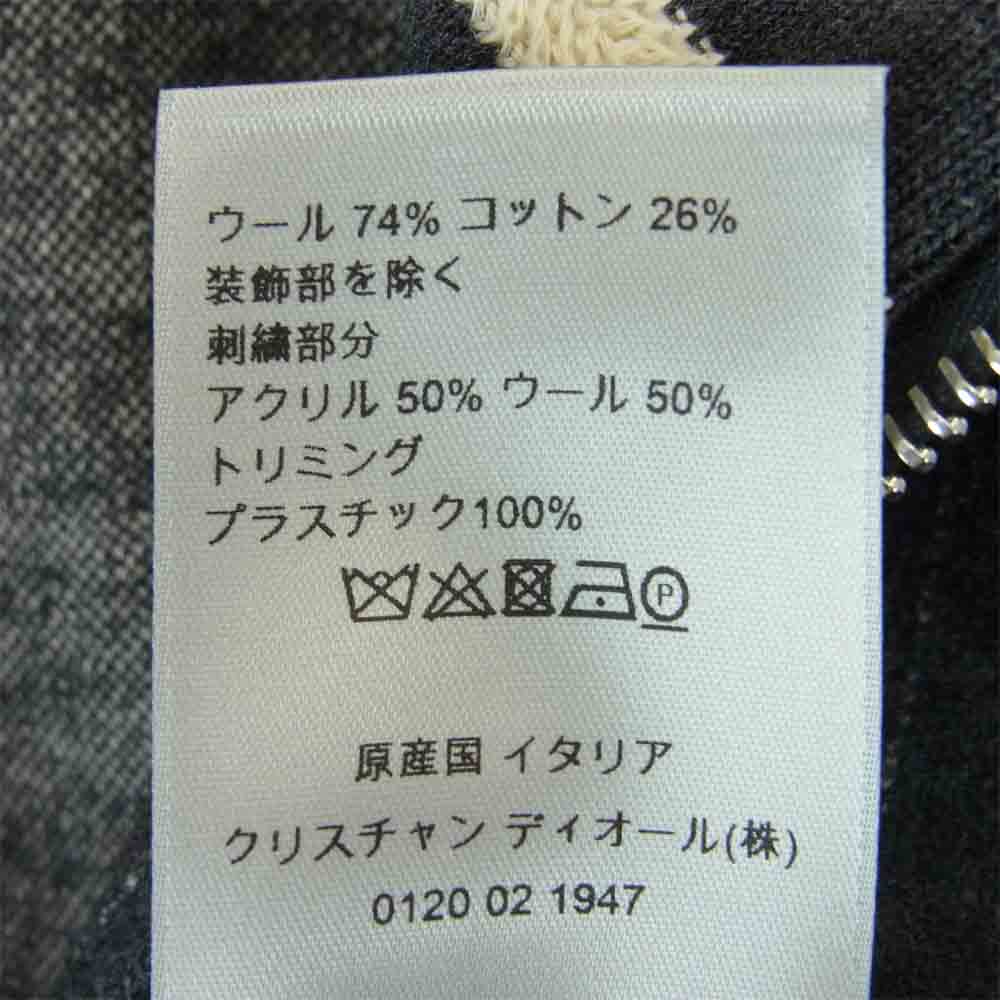 ウール 74% コットン 26%
装飾部を除く
刺繍部分
アクリル 50% ウール 50%
トリミング
プラスチック100%
P
原産国 イタリア
クリスチャン ディオール(株)
0120 02 1947